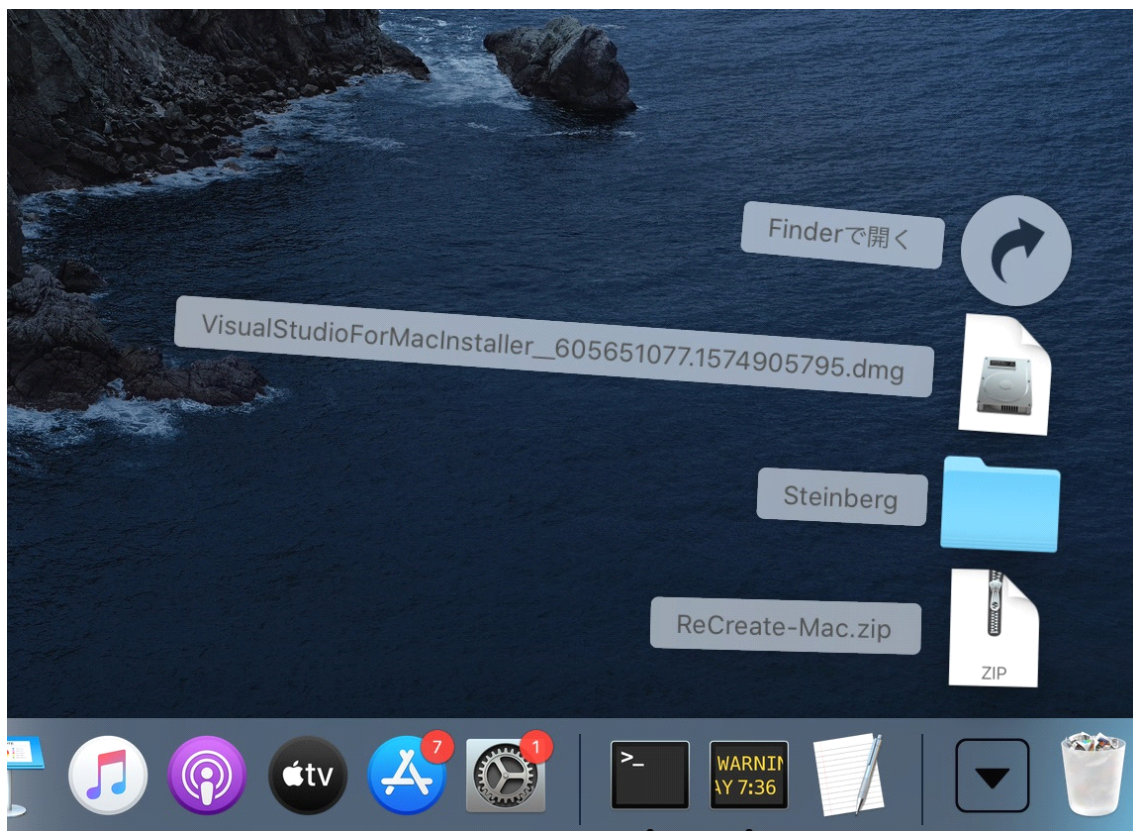 Finderで開く
VisualStudioForMacInstaller__605651077.1574905795.dmg
Steinberg
ReCreate-Mac.zip
ZIP
tv
7
1
>_
WARNIN
AY 7:36